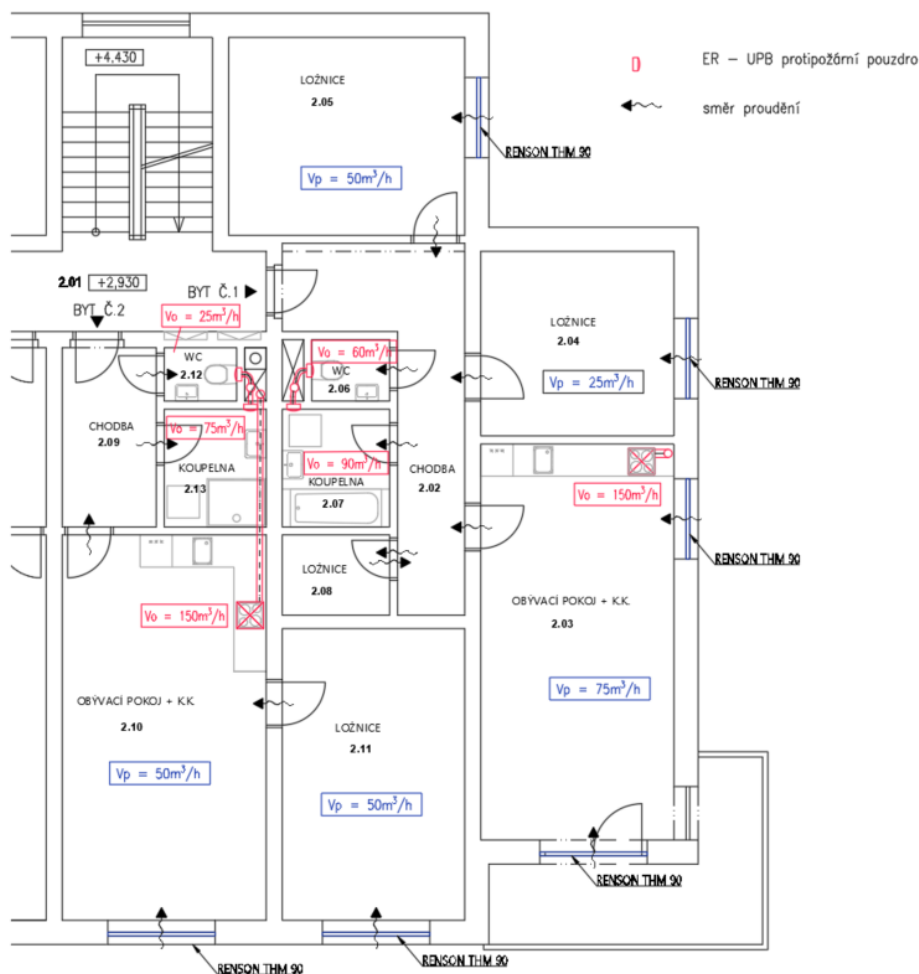 +4,430
LOŽNICE
2.05
Vp = 50m³/h
RENSON THM 90
ER – UPB protipožární pouzdro
směr proudění
2.01
+2,930
BYT Č.1
BYT Č.2
Vo = 25m³/h
WC
2.12
Vo = 60m³/h
WC
2.06
LOŽNICE
2.04
Vp = 25m³/h
RENSON THM 90
CHODBA
2.09
Vo = 75m³/h
KOUPELNA
2.13
Vo = 90m³/h
KOUPELNA
2.07
CHODBA
2.02
Vo = 150m³/h
RENSON THM 90
LOŽNICE
2.08
Vo = 150m³/h
OBÝVACÍ POKOJ + K.K.
2.03
Vp = 75m³/h
OBÝVACÍ POKOJ + K.K.
2.10
Vp = 50m³/h
LOŽNICE
2.11
Vp = 50m³/h
RENSON THM 90
RENSON THM 90
RENSON THM 90